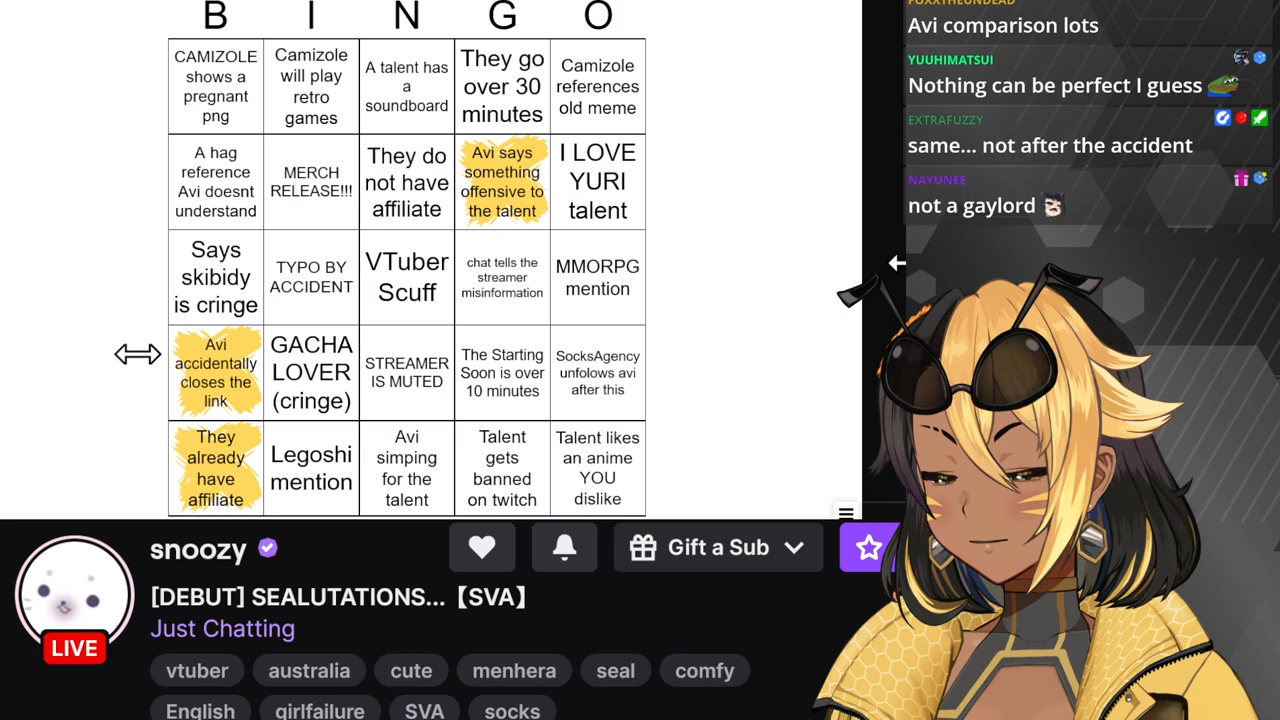 B I N G O
CAMIZOLE
shows a
pregnant
png
Camizole
will play
retro
games
A talent has
a
soundboard
They go
over 30
minutes
Camizole
references
old meme
A hag
reference
Avi doesnt
understand
MERCH
RELEASE!!!
They do
not have
affiliate
Avi says
something
offensive to
the talent
I LOVE
YURI
talent
Says
skibidy
is cringe
TYPO BY
ACCIDENT
VTuber
Scuff
chat tells the
streamer
misinformation
MMORPG
mention
Avi
accidentally
closes the
link
GACHA
LOVER
(cringe)
STREAMER
IS MUTED
The Starting
Soon is over
10 minutes
SocksAgency
unfolows avi
after this
They
already
have
affiliate
Legoshi
mention
Avi
simping
for the
talent
Talent
gets
banned
on twitch
Talent likes
an anime
YOU
dislike
FOXXTHEUNDEAD
Avi comparison lots
YUUHIMATSUI
Nothing can be perfect I guess
EXTRAFUZZY
same... not after the accident
NAYUNEE
not a gaylord
snoozy
Gift a Sub
[DEBUT] SEALUTATIONS...【SVA】
Just Chatting
LIVE
vtuber australia cute menhera seal comfy
English girlfailure SVA socks